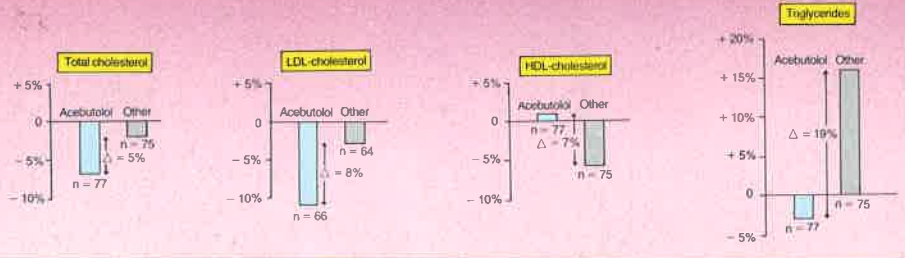 Total cholesterol
+ 5%
Acebutolol Other
0
n = 75
- 5%
△ = 5%
n = 77
- 10%
LDL-cholesterol
+ 5%
Acebutolol Other
0
n = 64
- 5%
△ = 8%
- 10%
n = 66
HDL-cholesterol
+ 5%
Acebutolol Other
0
n = 77
△ = 7%
- 5%
n = 75
- 10%
Triglycerides
+ 20%
Acebutolol Other
+ 15%
+ 10%
△ = 19%
+ 5%
0
n = 75
n = 77
- 5%